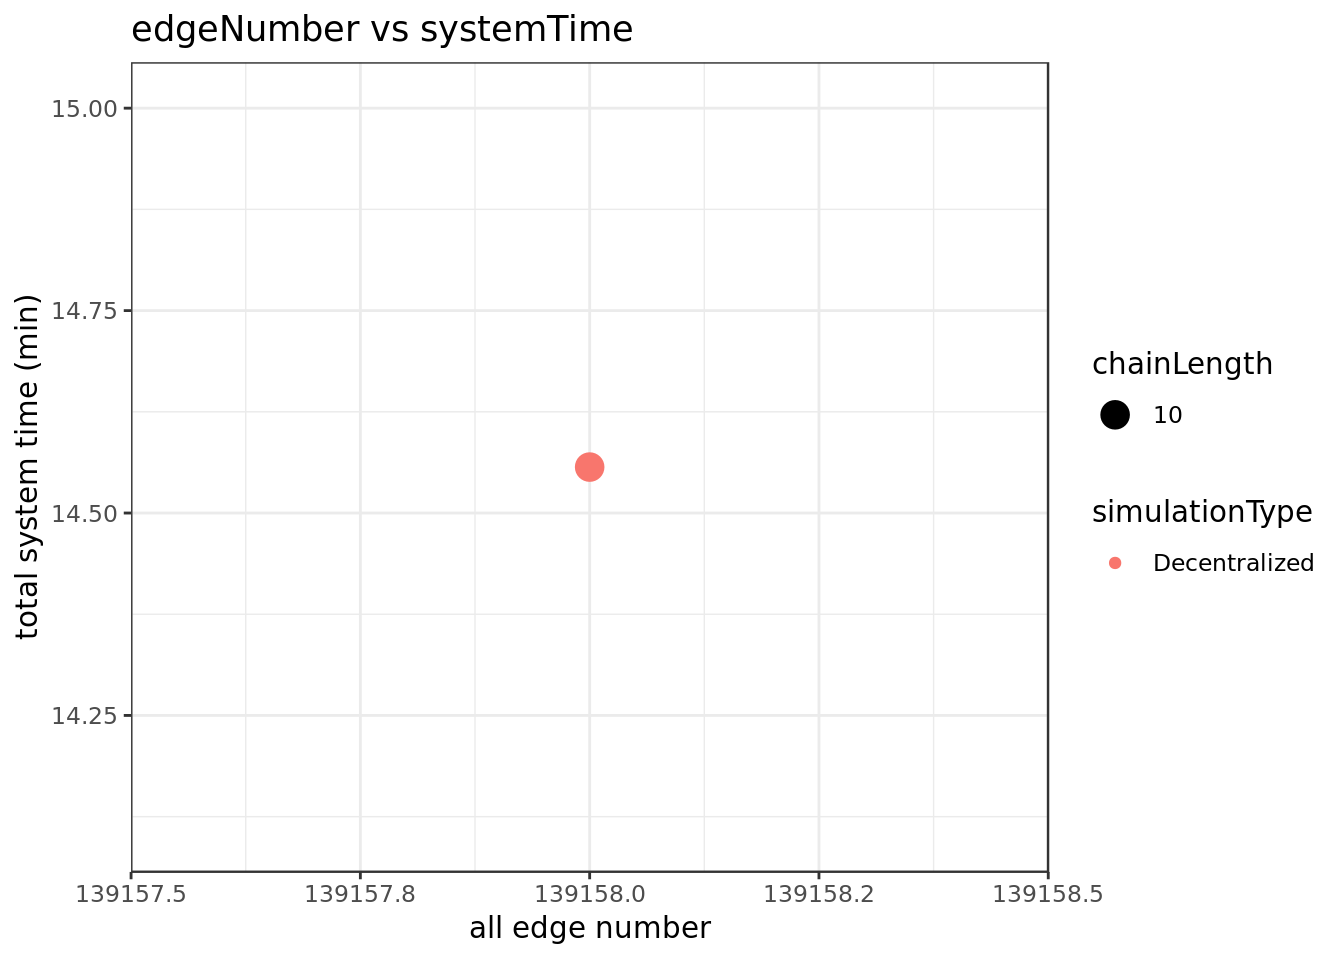 edgeNumber vs systemTime
15.00
14.75
14.50
14.25
total system time (min)
139157.5
139157.8
139158.0
139158.2
139158.5
all edge number
chainLength
10
simulationType
Decentralized